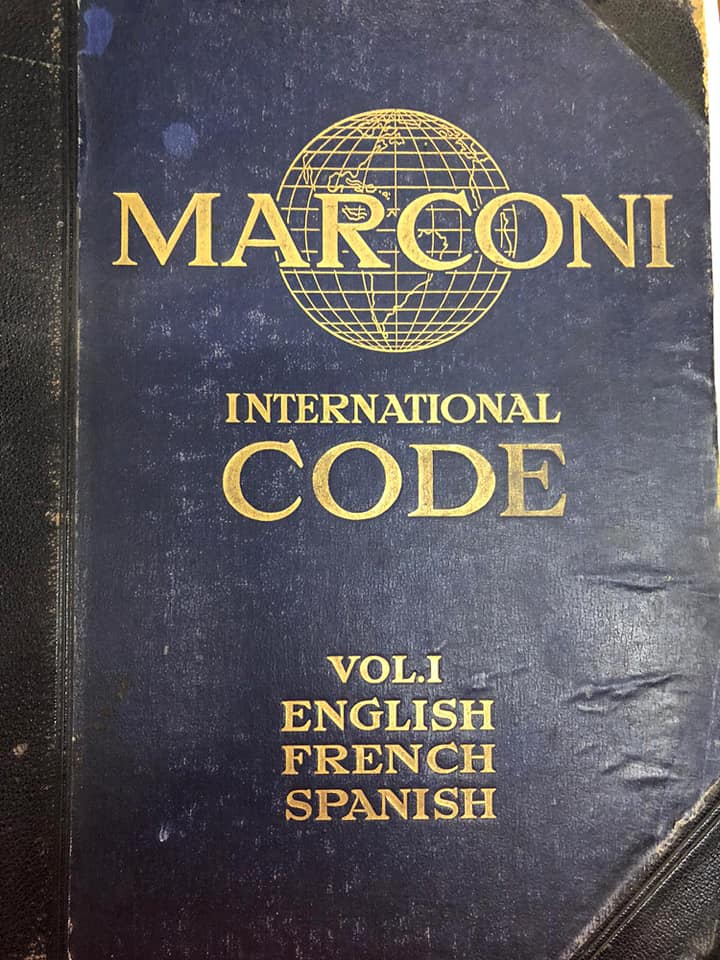 MARCONI
INTERNATIONAL
CODE
VOL.I
ENGLISH
FRENCH
SPANISH